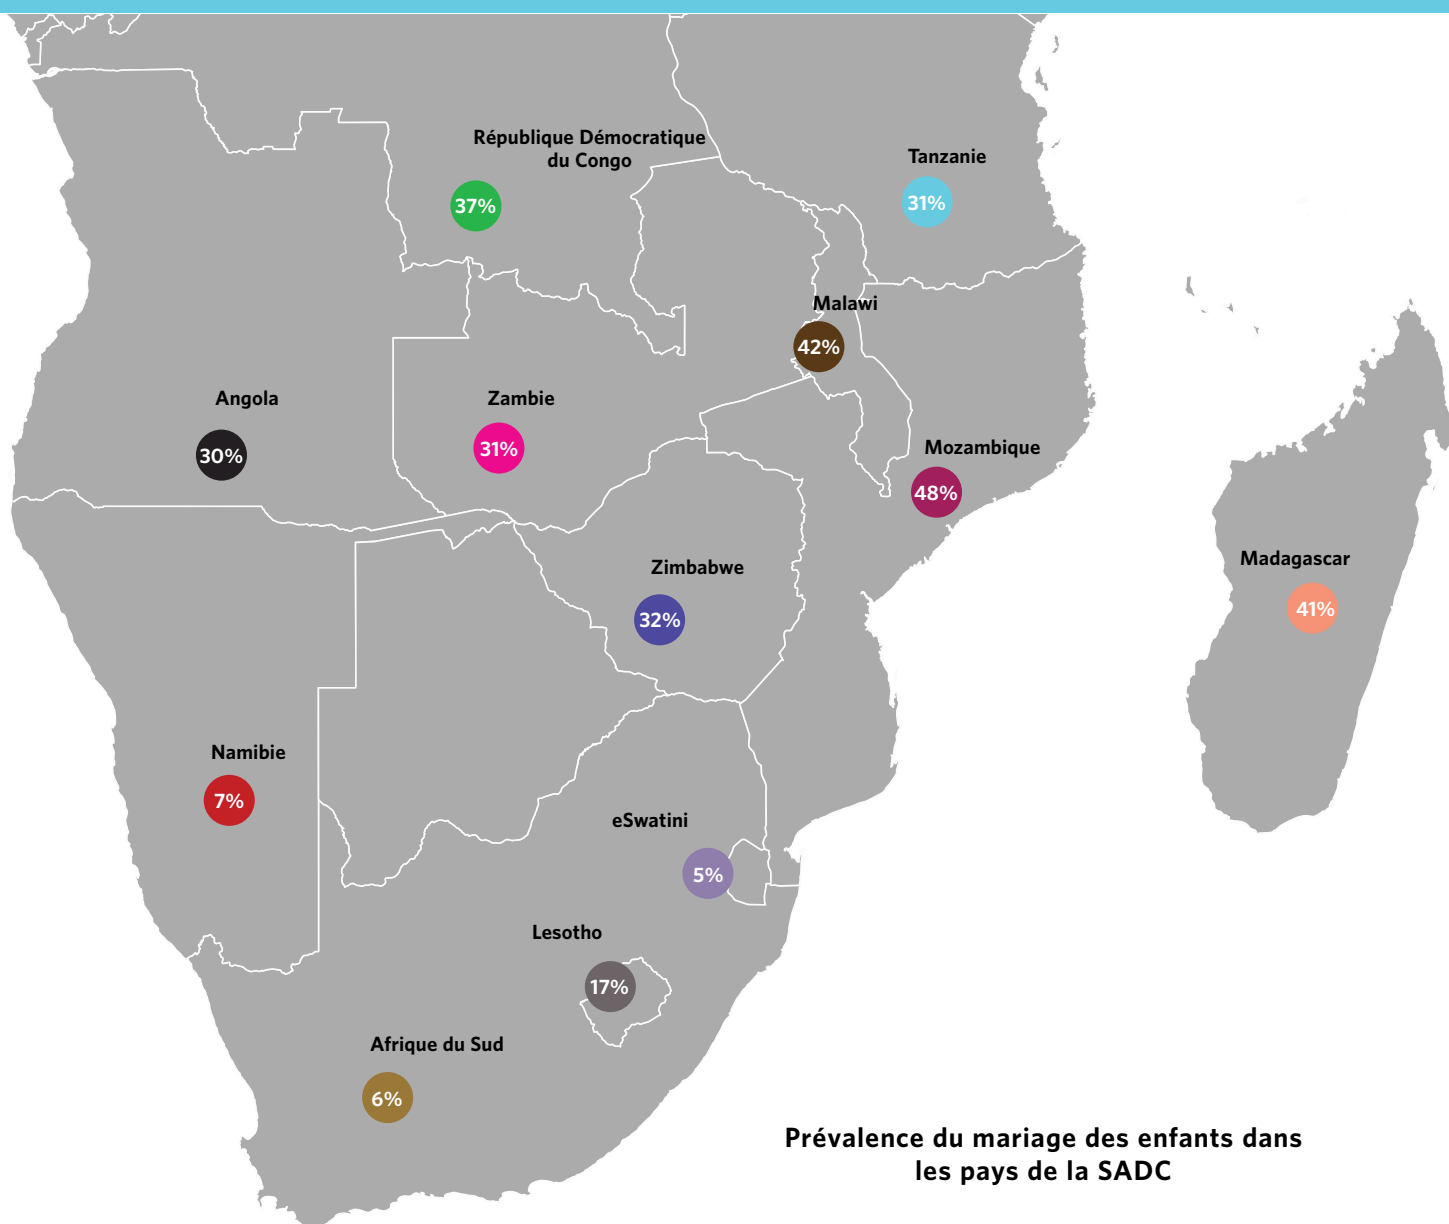 République Démocratique
du Congo
37%
Tanzanie
31%
Malawi
42%
Angola
30%
Zambie
31%
Mozambique
48%
Zimbabwe
32%
Madagascar
41%
Namibie
7%
eSwatini
5%
Lesotho
17%
Afrique du Sud
6%
Prévalence du mariage des enfants dans
les pays de la SADC